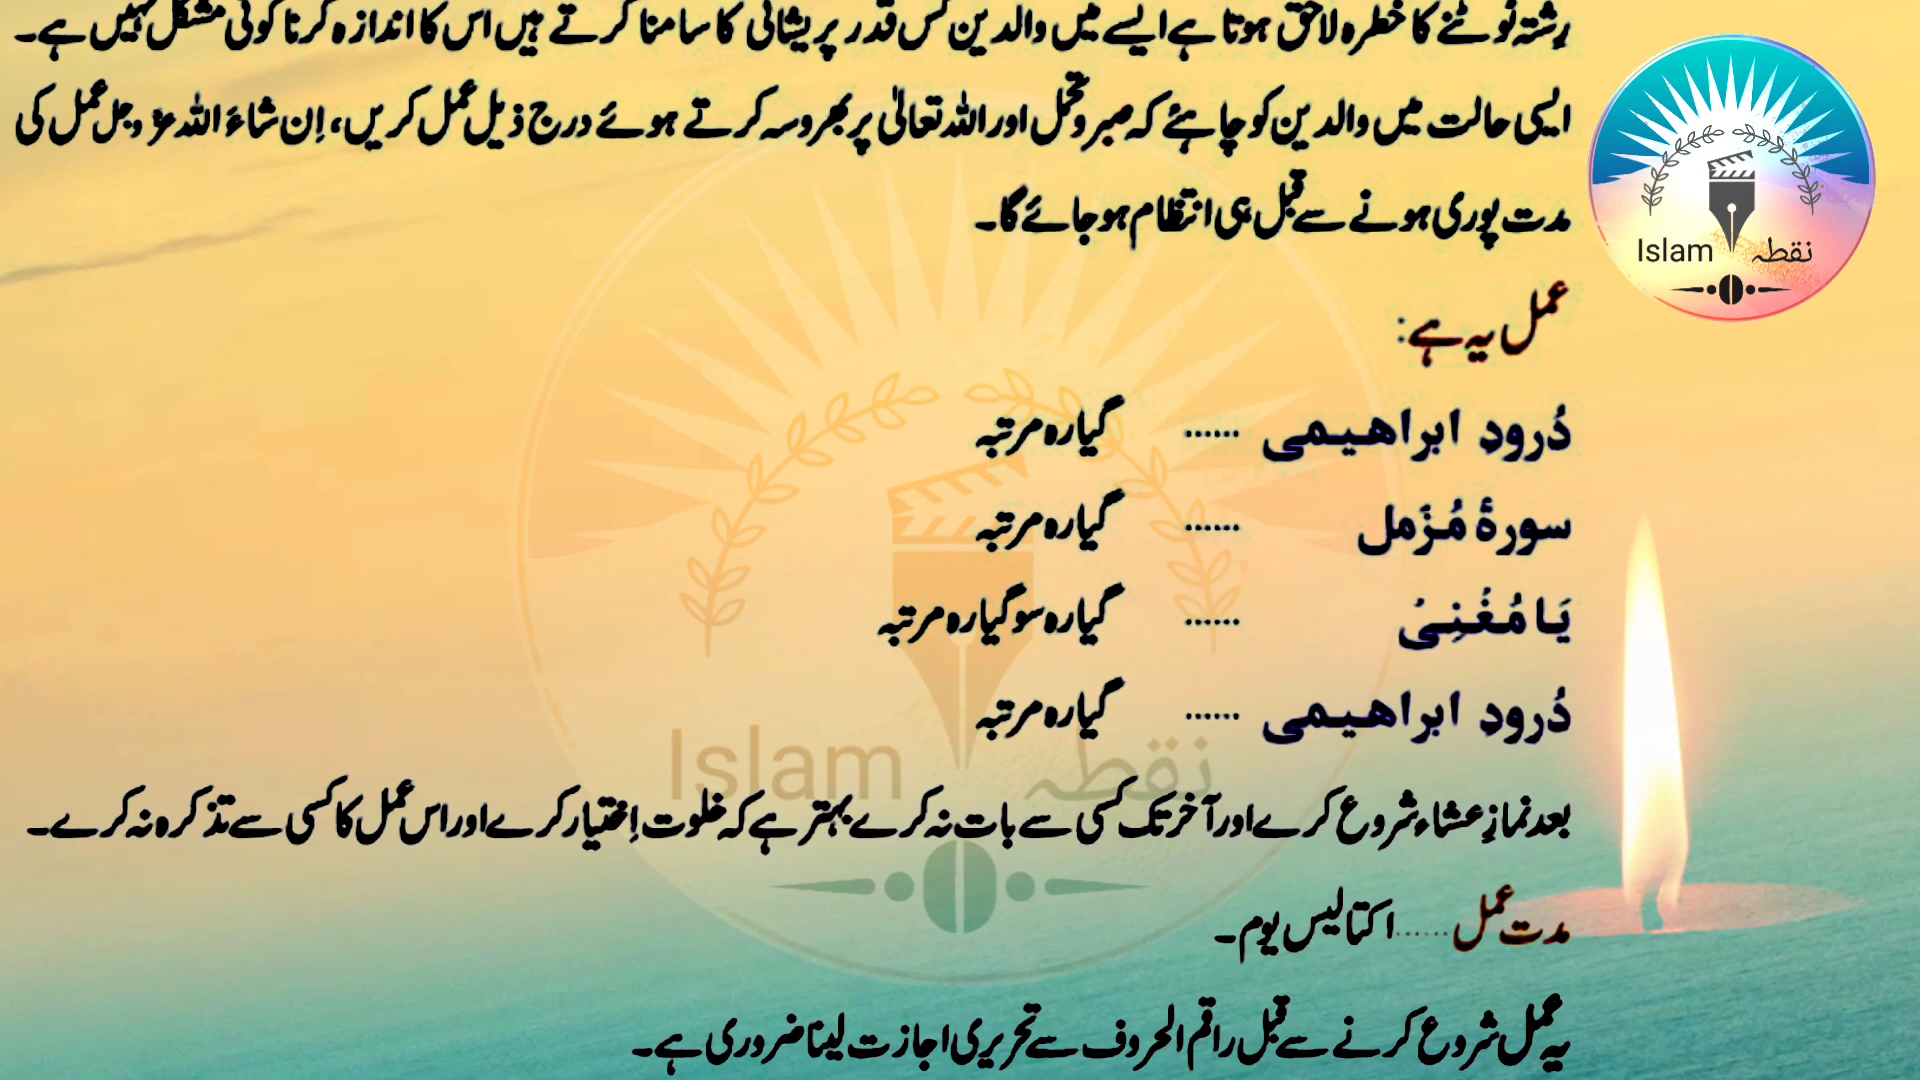 رشتہ ٹوٹنے کا خطرہ لاحق ہوتا ہے ایسے میں والدین کس قدر پریشانی کا سامنا کرتے ہیں اس کا اندازہ کرنا کوئی مشکل نہیں ہے۔
ایسی حالت میں والدین کو چاہئے کہ صبر و تحمل اور اللہ تعالیٰ پر بھروسہ کرتے ہوئے درج ذیل عمل کریں، اِن شاءَ اللہ عزوجل عمل کی
مدت پوری ہونے سے قبل ہی انتظام ہو جائے گا۔
عمل یہ ہے:
دُرودِ ابراهیمی ...... گیارہ مرتبہ
سورۂ مُزّمل ...... گیارہ مرتبہ
یَا مُغْنِیْ ...... گیارہ سو گیارہ مرتبہ
دُرودِ ابراهیمی ...... گیارہ مرتبہ
بعد نمازِ عشاء شروع کرے اور آخر تک کسی سے بات نہ کرے بہتر ہے کہ خلوت اِختیار کرے اور اس عمل کا کسی سے تذکرہ نہ کرے۔
مدت عمل ...... اکتالیس یوم۔
یہ عمل شروع کرنے سے قبل راقم الحروف سے تحریری اجازت لینا ضروری ہے۔
Islam نقطہ
Islam نقطہ